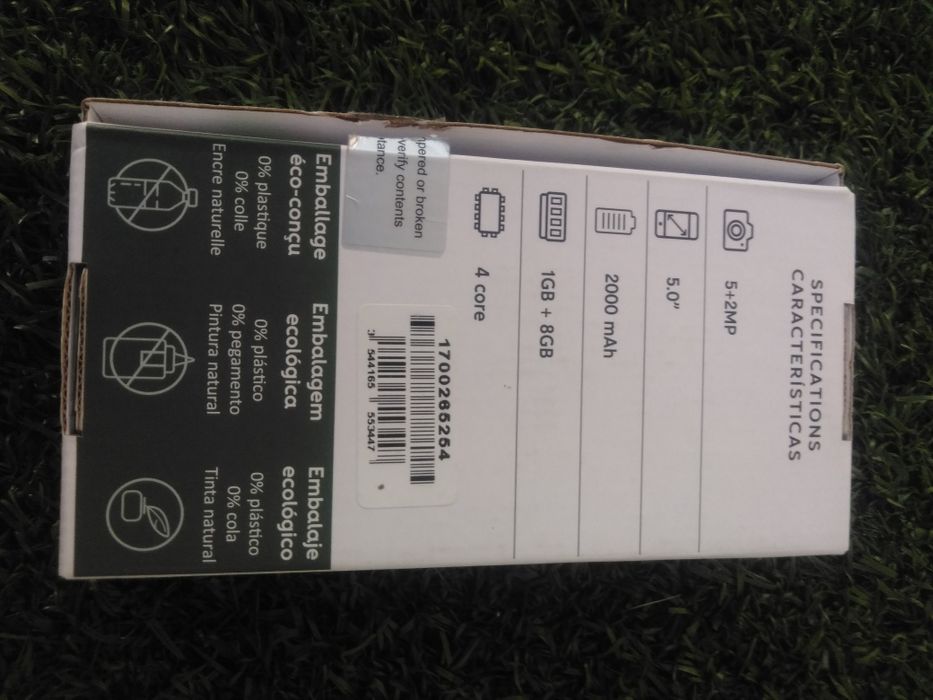 SPECIFICATIONS
CARACTERÍSTICAS
5+2MP
5.0"
2000 mAh
1GB + 8GB
4 core
or broken
verify contents
tance.
1700265254
544165 553447
Emballage
éco-conçu
0% plastique
0% colle
Encre naturelle
Embalagem
ecológica
0% plástico
0% pegamento
Pintura natural
Embalaje
ecológico
0% plástico
0% cola
Tinta natural